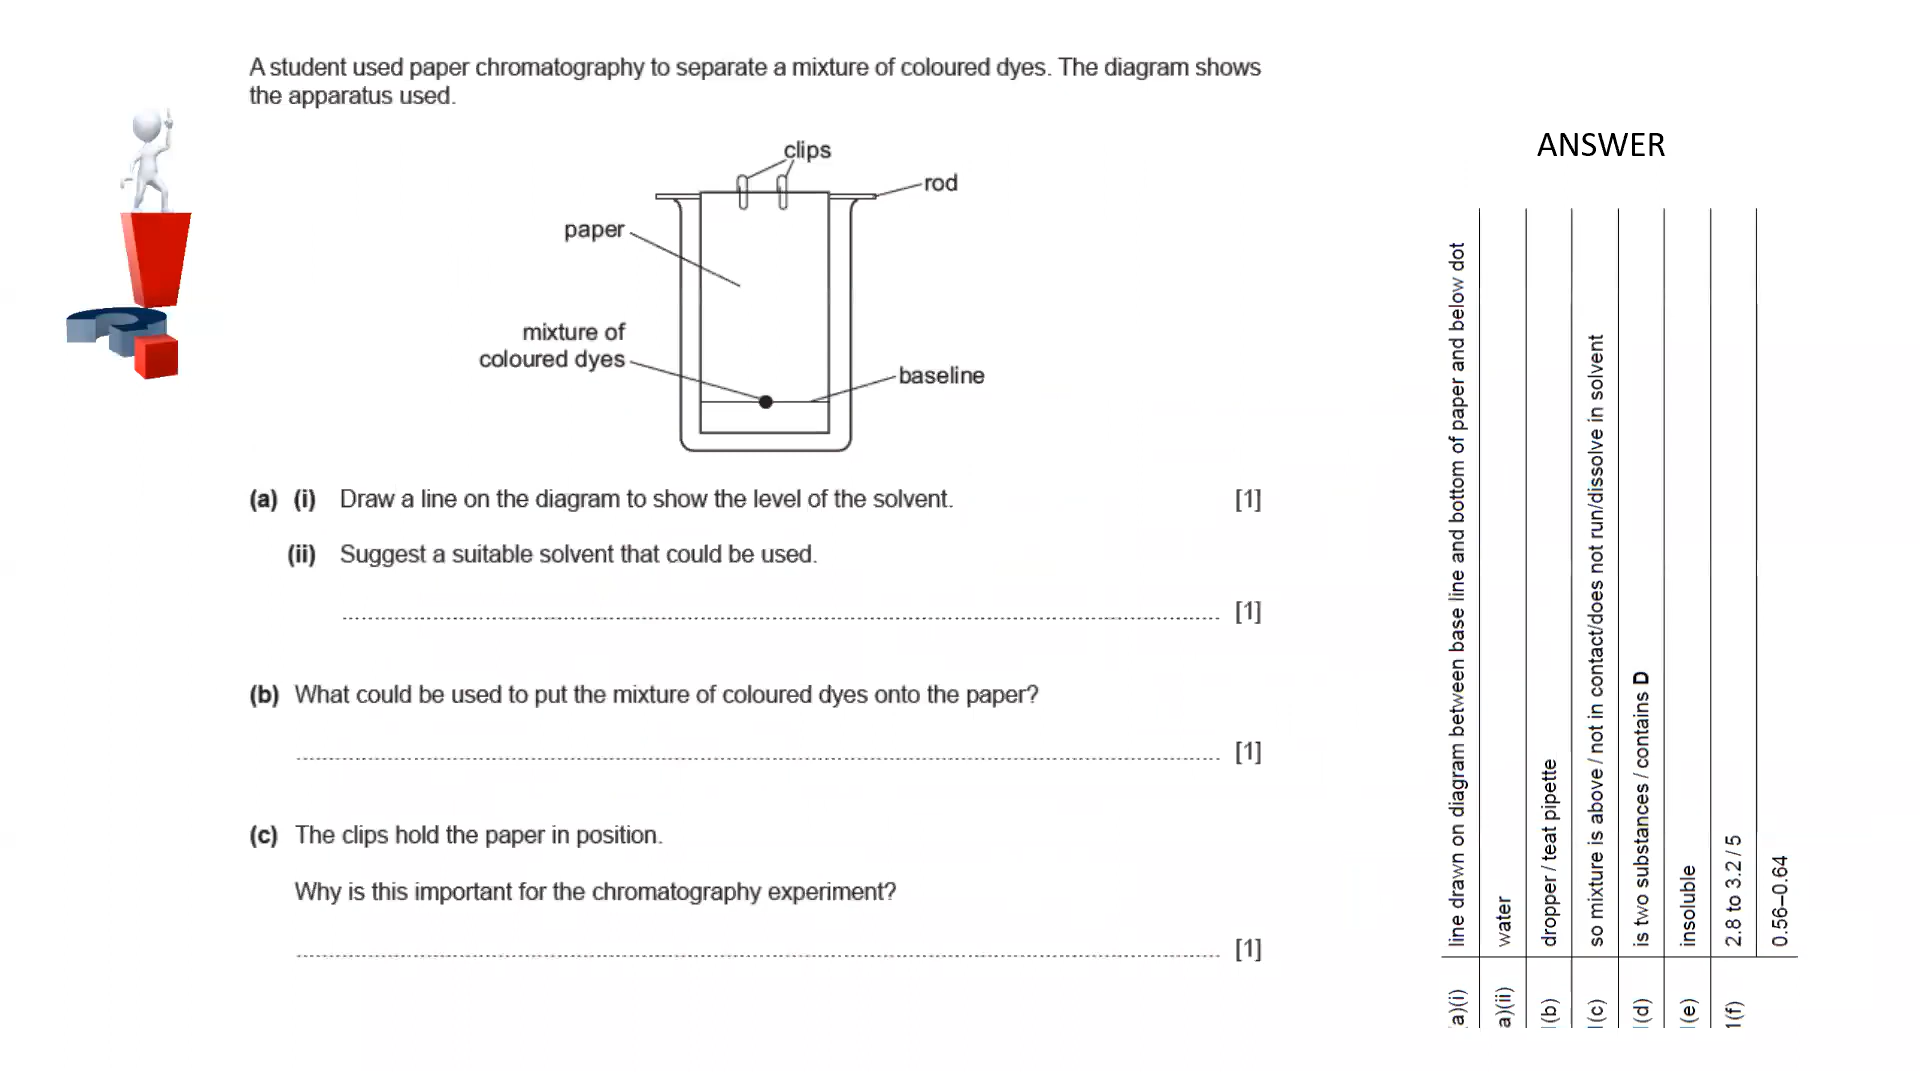 A student used paper chromatography to separate a mixture of coloured dyes. The diagram shows
the apparatus used.
clips
rod
paper
mixture of
coloured dyes
baseline
(a) (i) Draw a line on the diagram to show the level of the solvent. [1]
(ii) Suggest a suitable solvent that could be used.
[1]
(b) What could be used to put the mixture of coloured dyes onto the paper?
[1]
(c) The clips hold the paper in position.
Why is this important for the chromatography experiment?
[1]
ANSWER
a)(i) line drawn on diagram between base line and bottom of paper and below dot
a)(ii) water
(b) dropper / teat pipette
(c) so mixture is above / not in contact/does not run/dissolve in solvent
(d) is two substances / contains D
(e) insoluble
1(f) 2.8 to 3.2 / 5
0.56–0.64